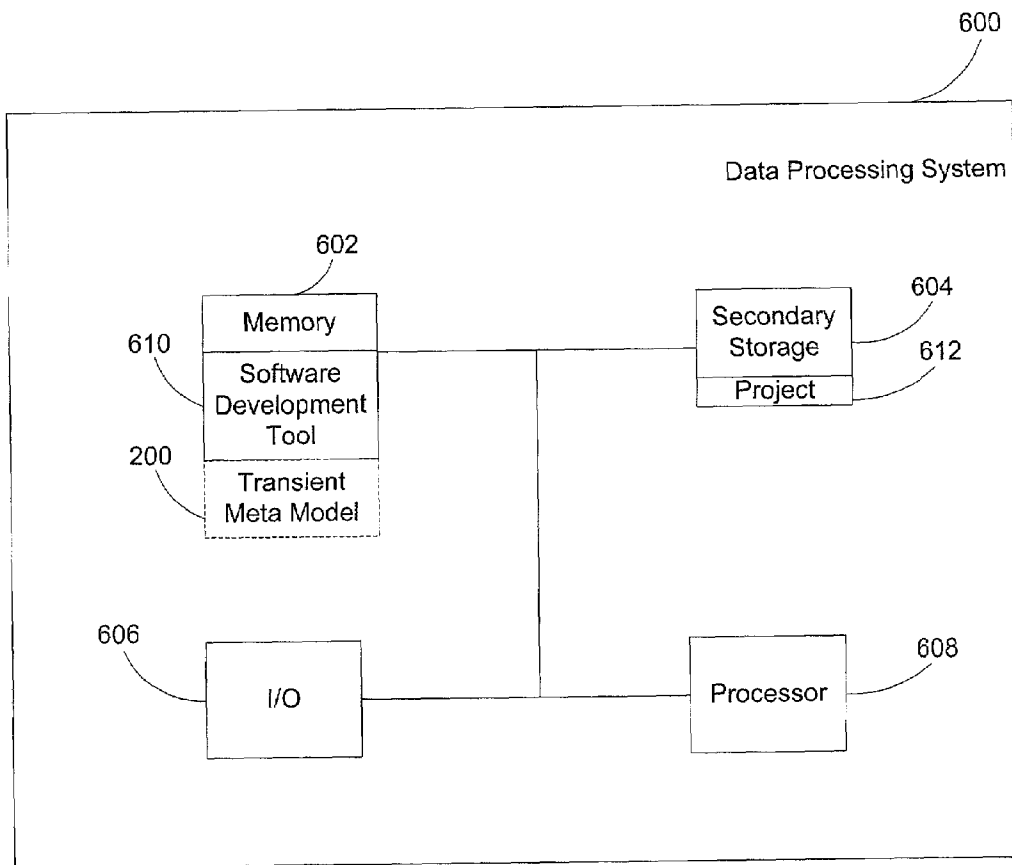 600
Data Processing System
602
Memory
610
Software
Development
Tool
200
Transient
Meta Model
604
Secondary
Storage
612
Project
606
I/O
608
Processor